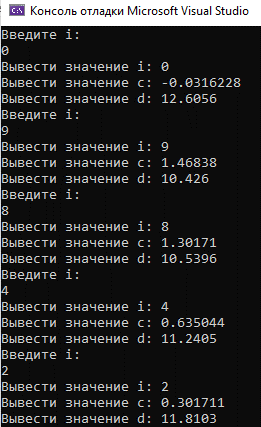 Консоль отладки Microsoft Visual Studio
Введите i:
0
Вывести значение i: 0
Вывести значение c: -0.0316228
Вывести значение d: 12.6056
Введите i:
9
Вывести значение i: 9
Вывести значение c: 1.46838
Вывести значение d: 10.426
Введите i:
8
Вывести значение i: 8
Вывести значение c: 1.30171
Вывести значение d: 10.5396
Введите i:
4
Вывести значение i: 4
Вывести значение c: 0.635044
Вывести значение d: 11.2405
Введите i:
2
Вывести значение i: 2
Вывести значение c: 0.301711
Вывести значение d: 11.8103